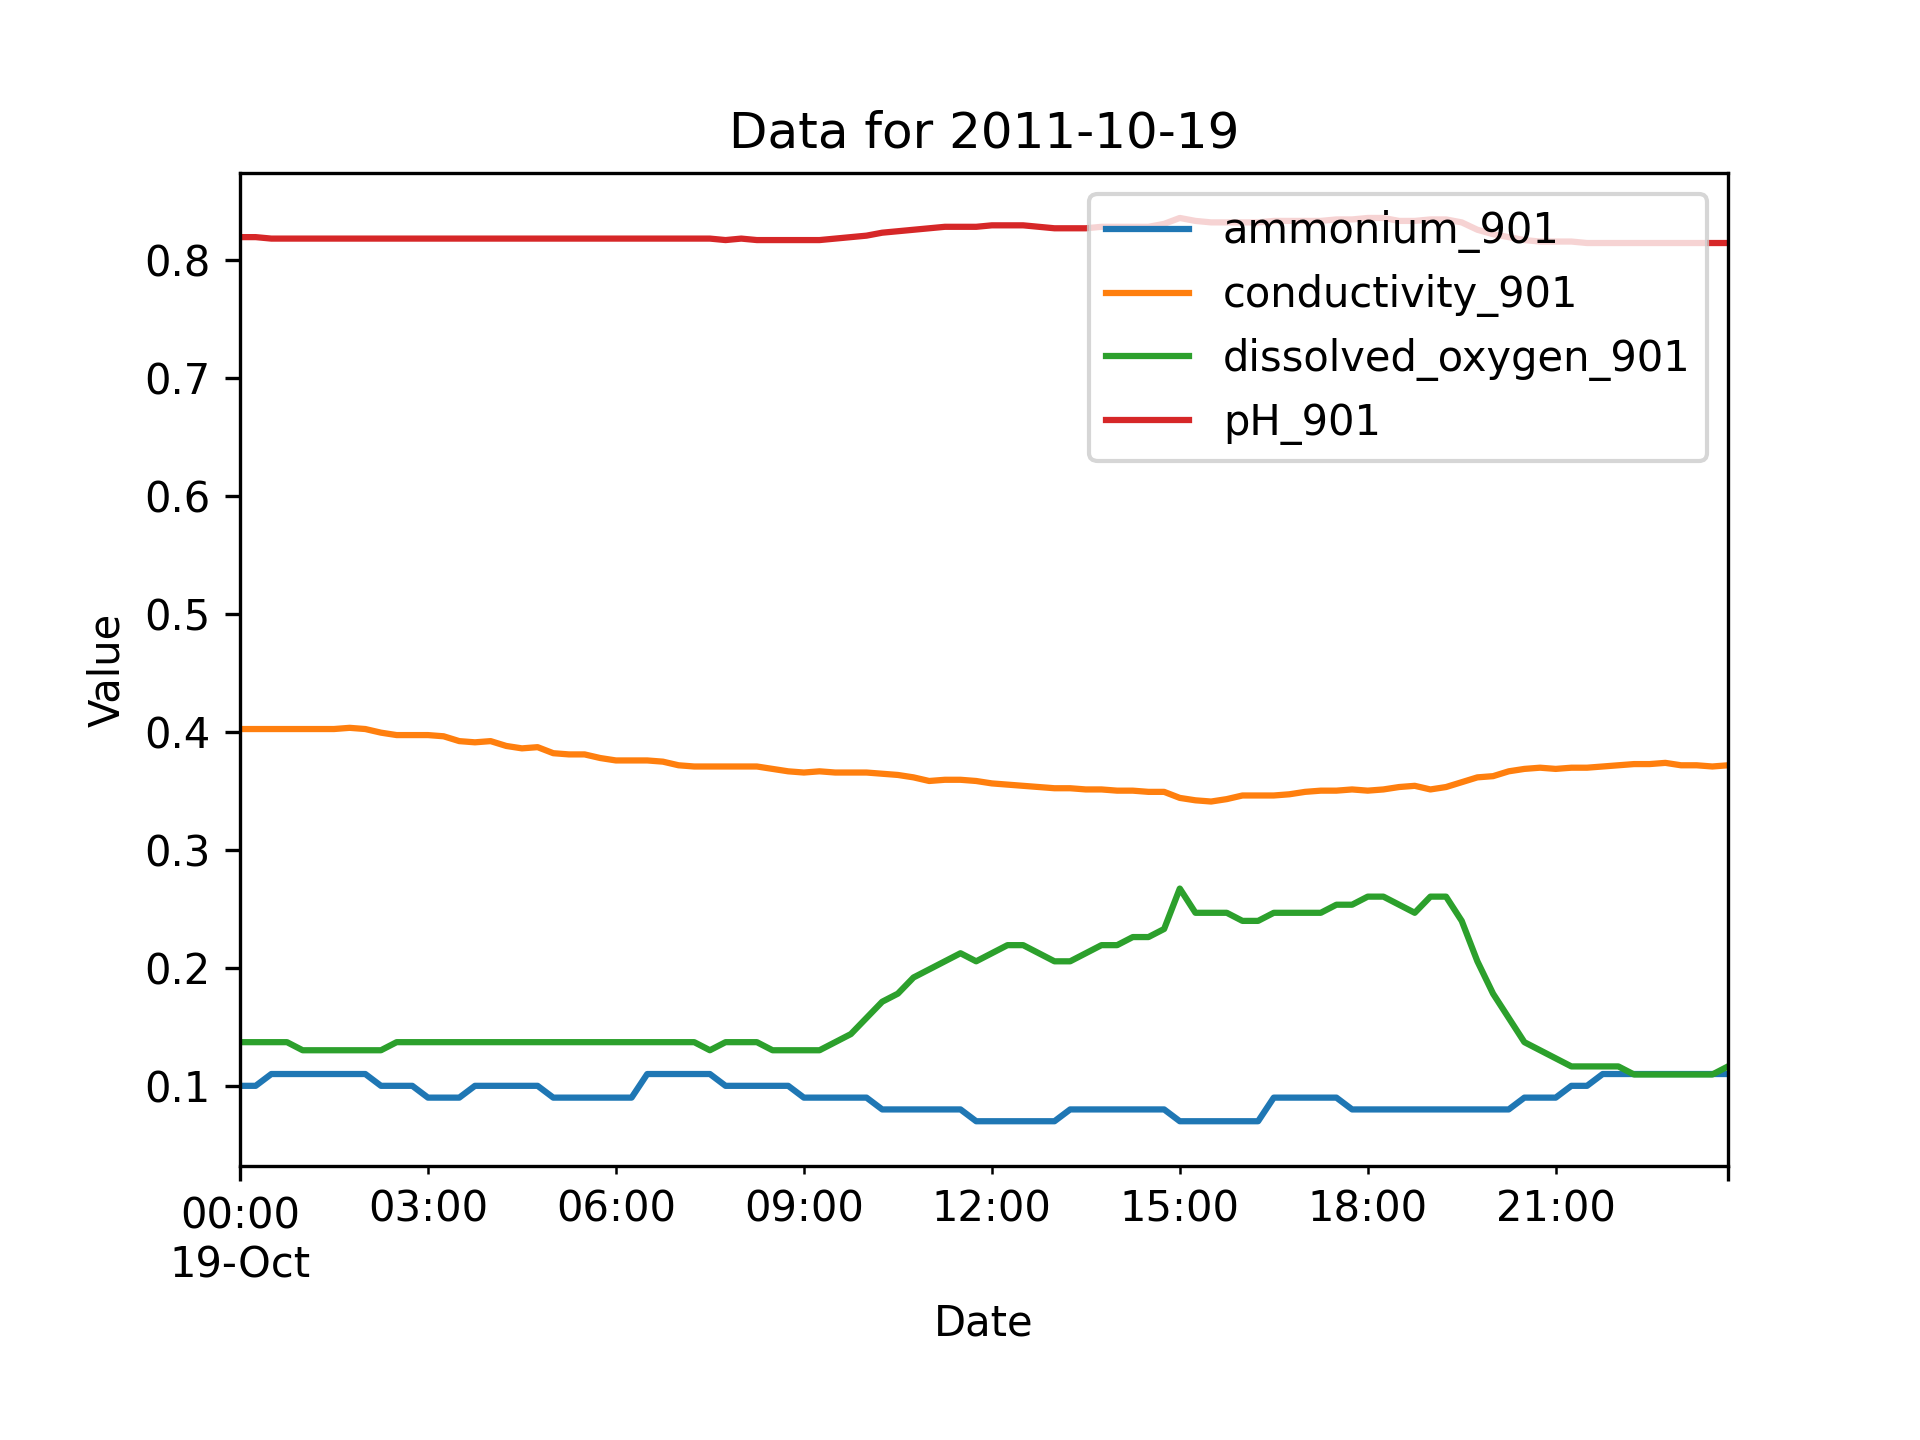 Data for 2011-10-19
ammonium_901
conductivity_901
dissolved_oxygen_901
pH_901
Value
0.8
0.7
0.6
0.5
0.4
0.3
0.2
0.1
00:00 03:00 06:00 09:00 12:00 15:00 18:00 21:00
19-Oct
Date